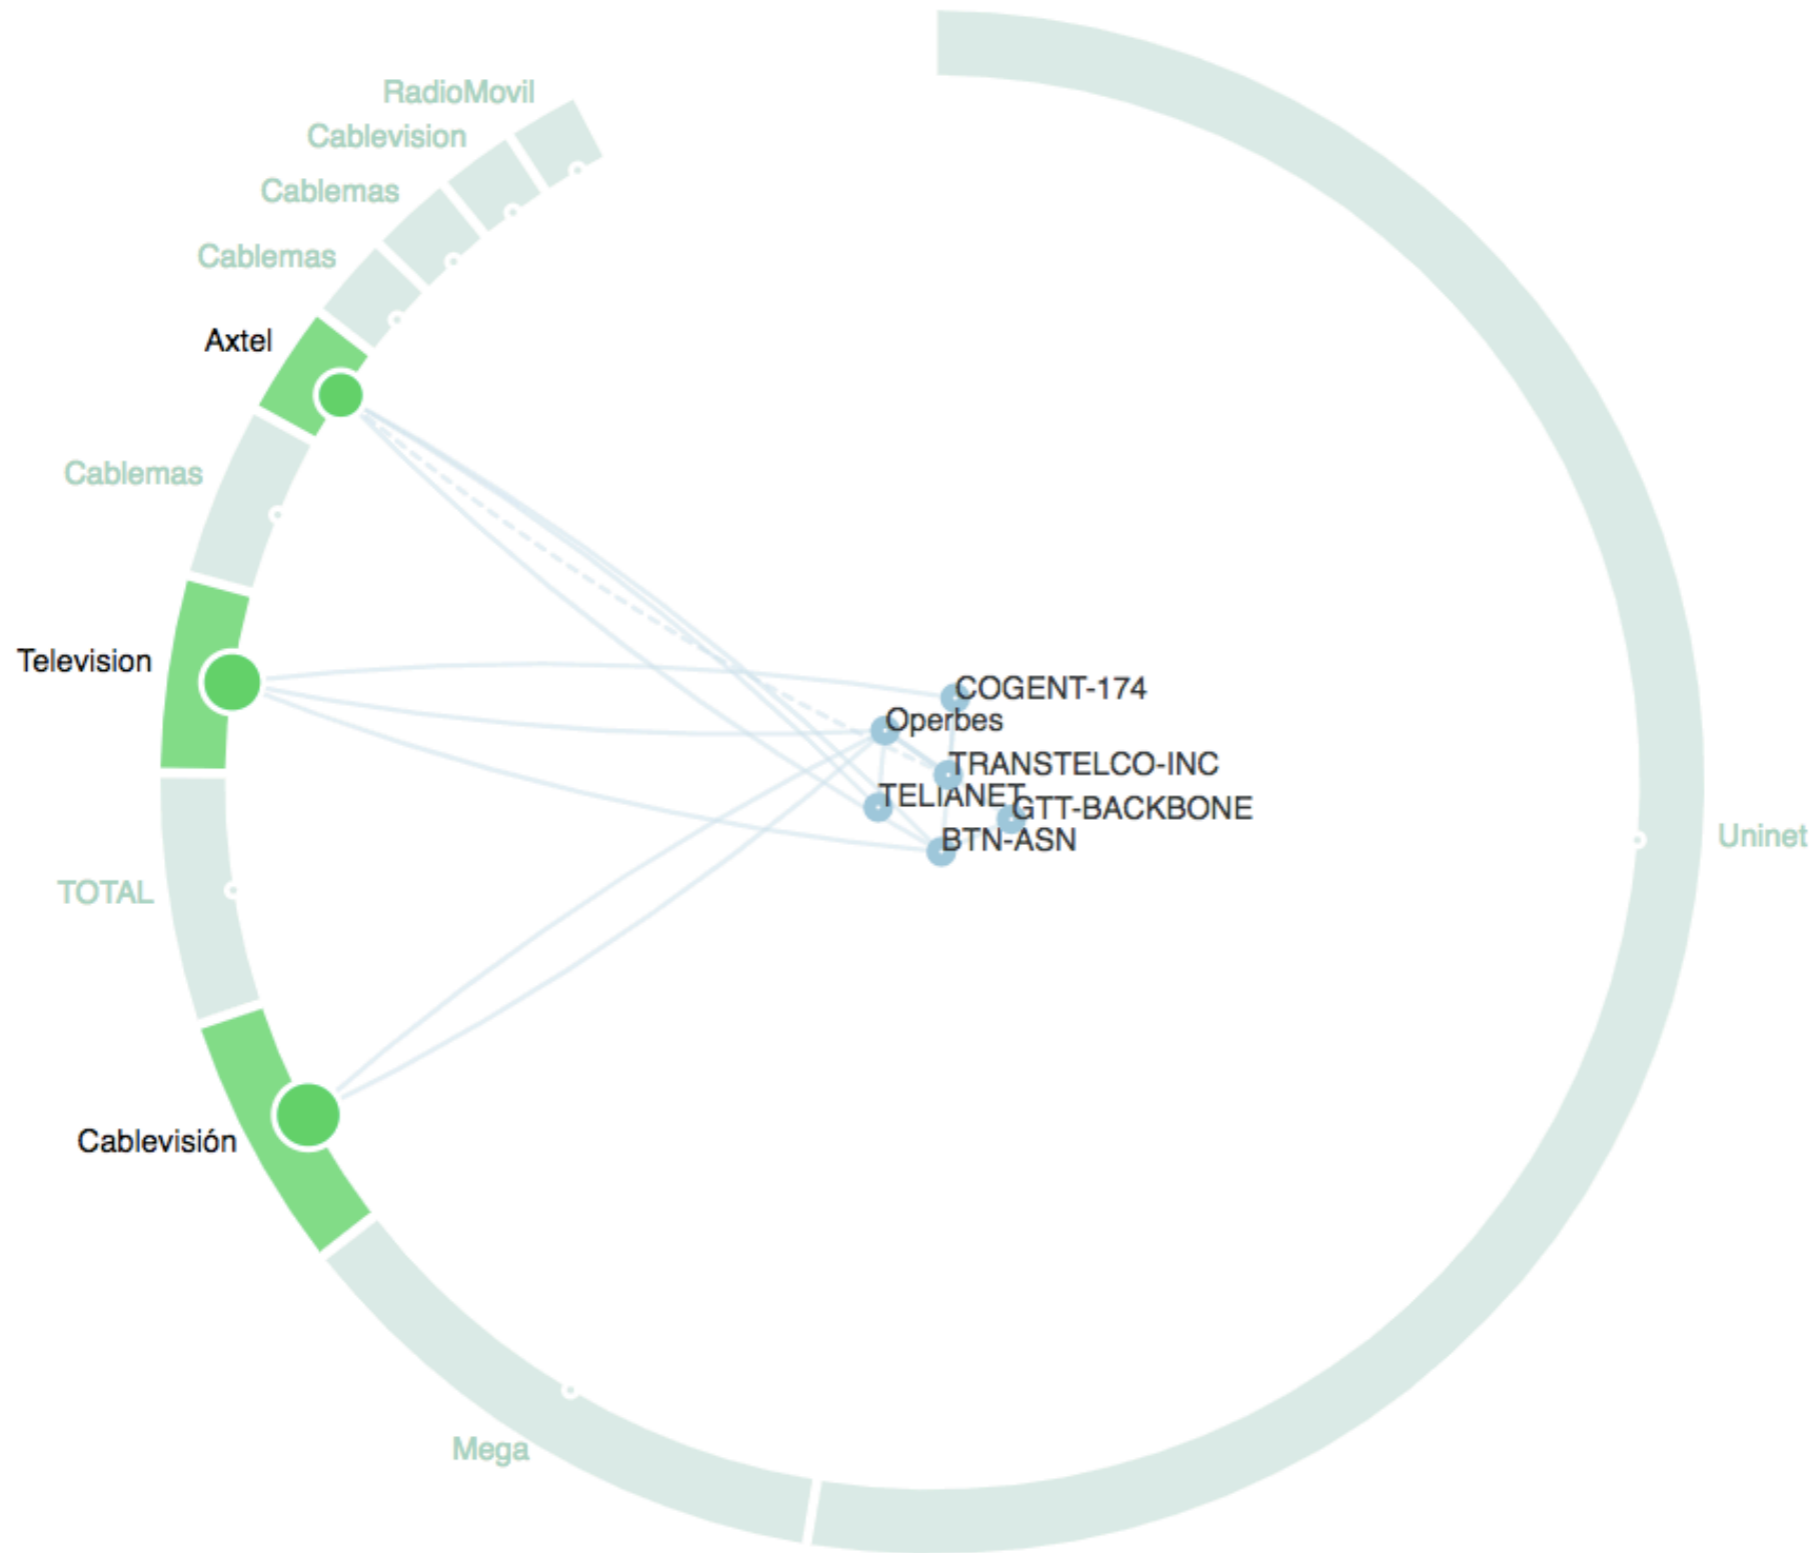 RadioMovil
Cablevision
Cablemas
Cablemas
Axtel
Cablemas
Television
COGENT-174
Operbes
TRANSTELCO-INC
TELIANET
GTT-BACKBONE
BTN-ASN
Uninet
TOTAL
Cablevisión
Mega